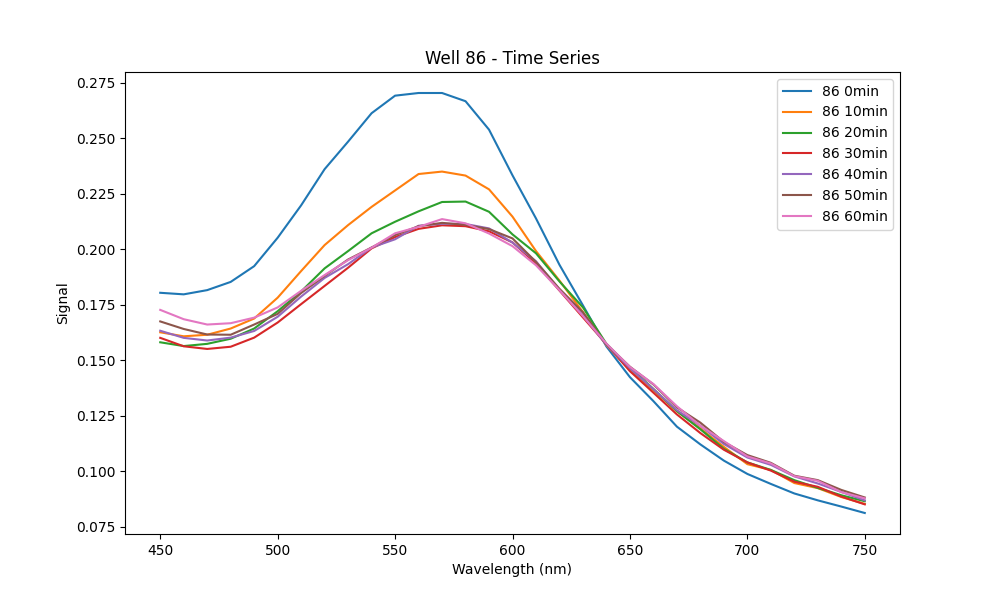 Well 86 - Time Series
0.275
0.250
0.225
0.200
0.175
0.150
0.125
0.100
0.075
Signal
86 0min
86 10min
86 20min
86 30min
86 40min
86 50min
86 60min
450 500 550 600 650 700 750
Wavelength (nm)